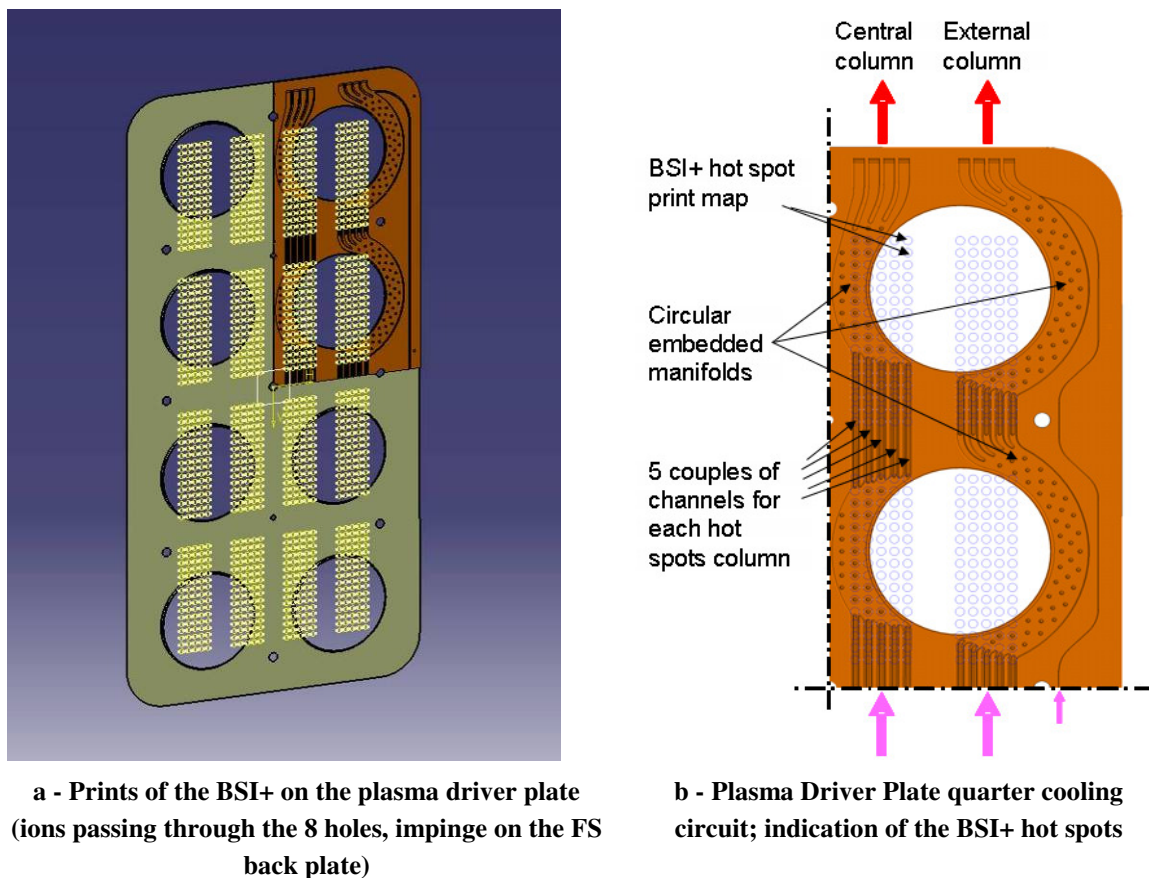 Central
column
External
column
BSI+ hot spot
print map
Circular
embedded
manifolds
5 couples of
channels for
each hot
spots column
a - Prints of the BSI+ on the plasma driver plate
(ions passing through the 8 holes, impinge on the FS
back plate)
b - Plasma Driver Plate quarter cooling
circuit; indication of the BSI+ hot spots